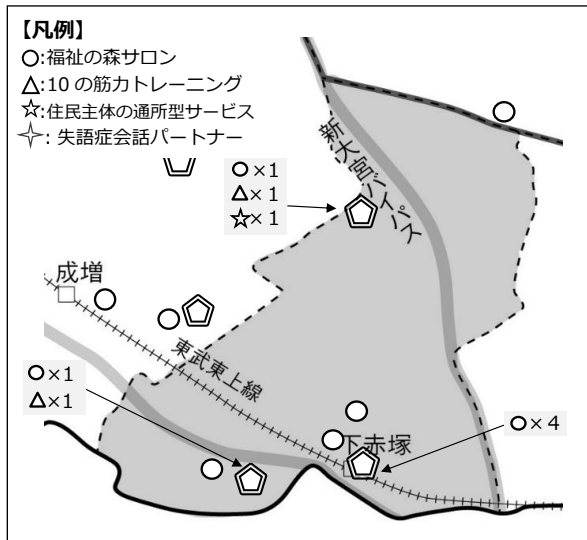 【凡例】
○:福祉の森サロン
△:10 の筋力トレーニング
☆:住民主体の通所型サービス
✧: 失語症会話パートナー
新大宮バイパス
○×1
△×1
☆×1
成増
東武東上線
○×1
△×1
下赤塚
○×4